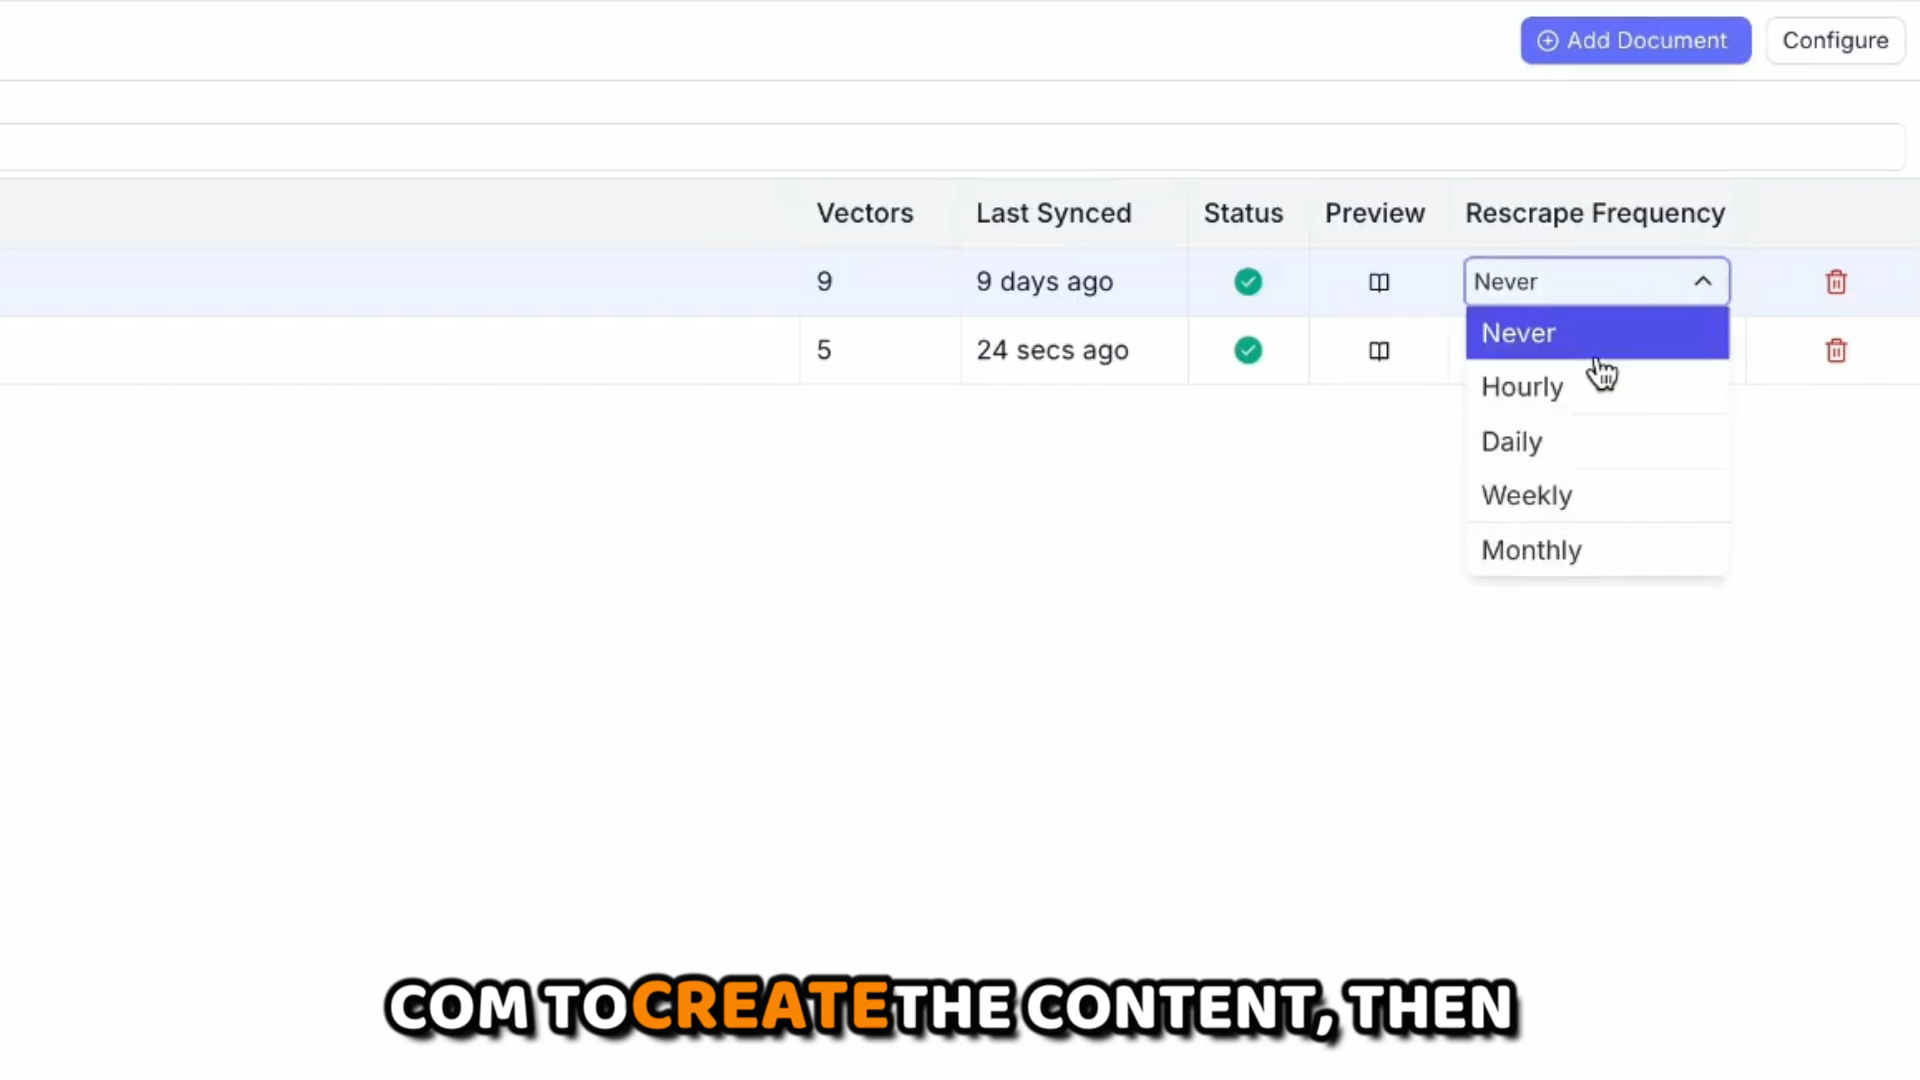 Add Document Configure
Vectors Last Synced Status Preview Rescrape Frequency
9 9 days ago Never
Never
5 24 secs ago
Hourly
Daily
Weekly
Monthly
COM TO CREATE THE CONTENT, THEN